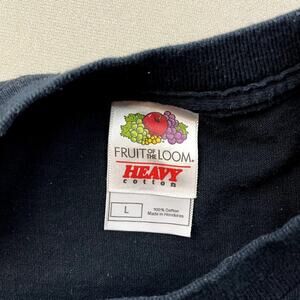 FRUIT OF THE LOOM®
HEAVY
cotton
L
100% Cotton
Made in Honduras